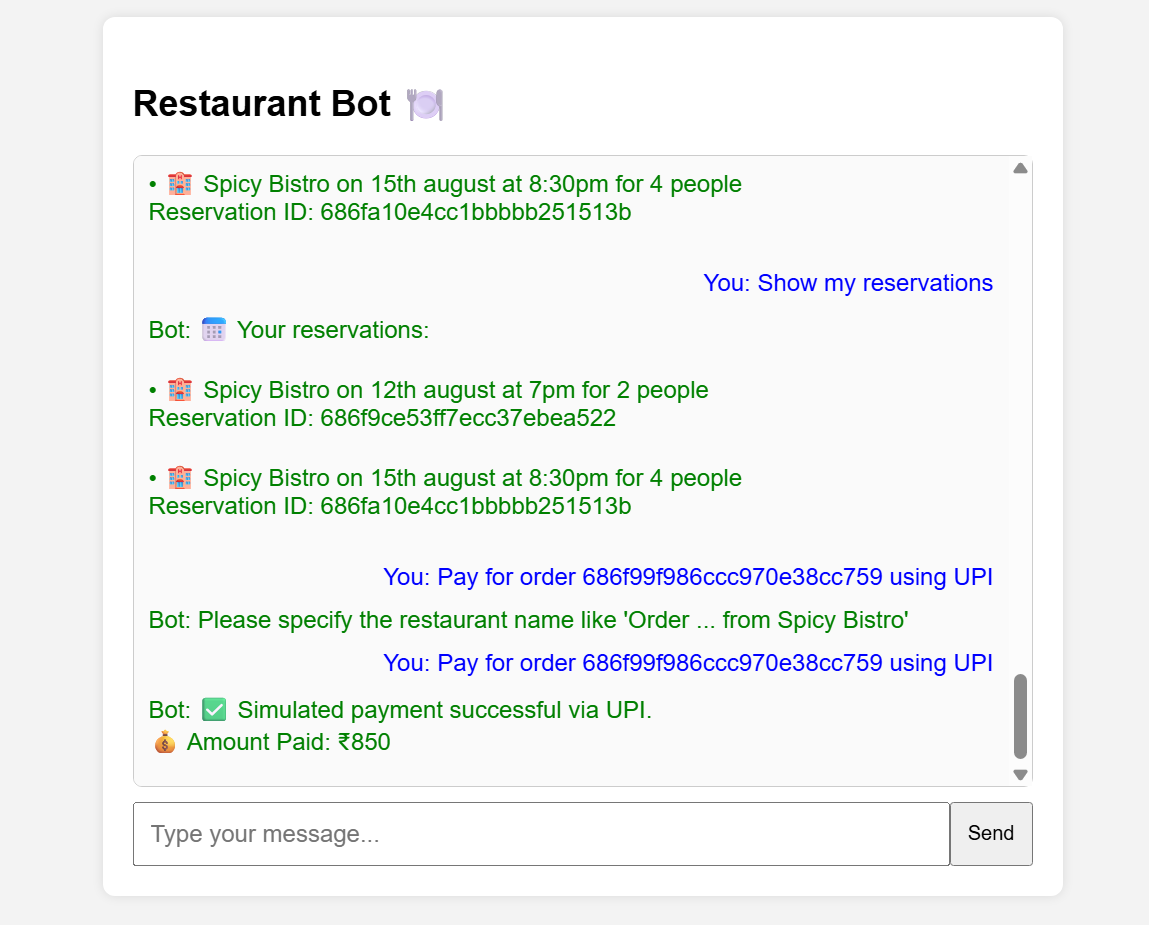 Restaurant Bot 🍽️
• 🏨 Spicy Bistro on 15th august at 8:30pm for 4 people
Reservation ID: 686fa10e4cc1bbbbb251513b
You: Show my reservations
Bot: 📅 Your reservations:
• 🏨 Spicy Bistro on 12th august at 7pm for 2 people
Reservation ID: 686f9ce53ff7ecc37ebea522
• 🏨 Spicy Bistro on 15th august at 8:30pm for 4 people
Reservation ID: 686fa10e4cc1bbbbb251513b
You: Pay for order 686f99f986ccc970e38cc759 using UPI
Bot: Please specify the restaurant name like 'Order ... from Spicy Bistro'
You: Pay for order 686f99f986ccc970e38cc759 using UPI
Bot: ✅ Simulated payment successful via UPI.
💰 Amount Paid: ₹850
Type your message...
Send